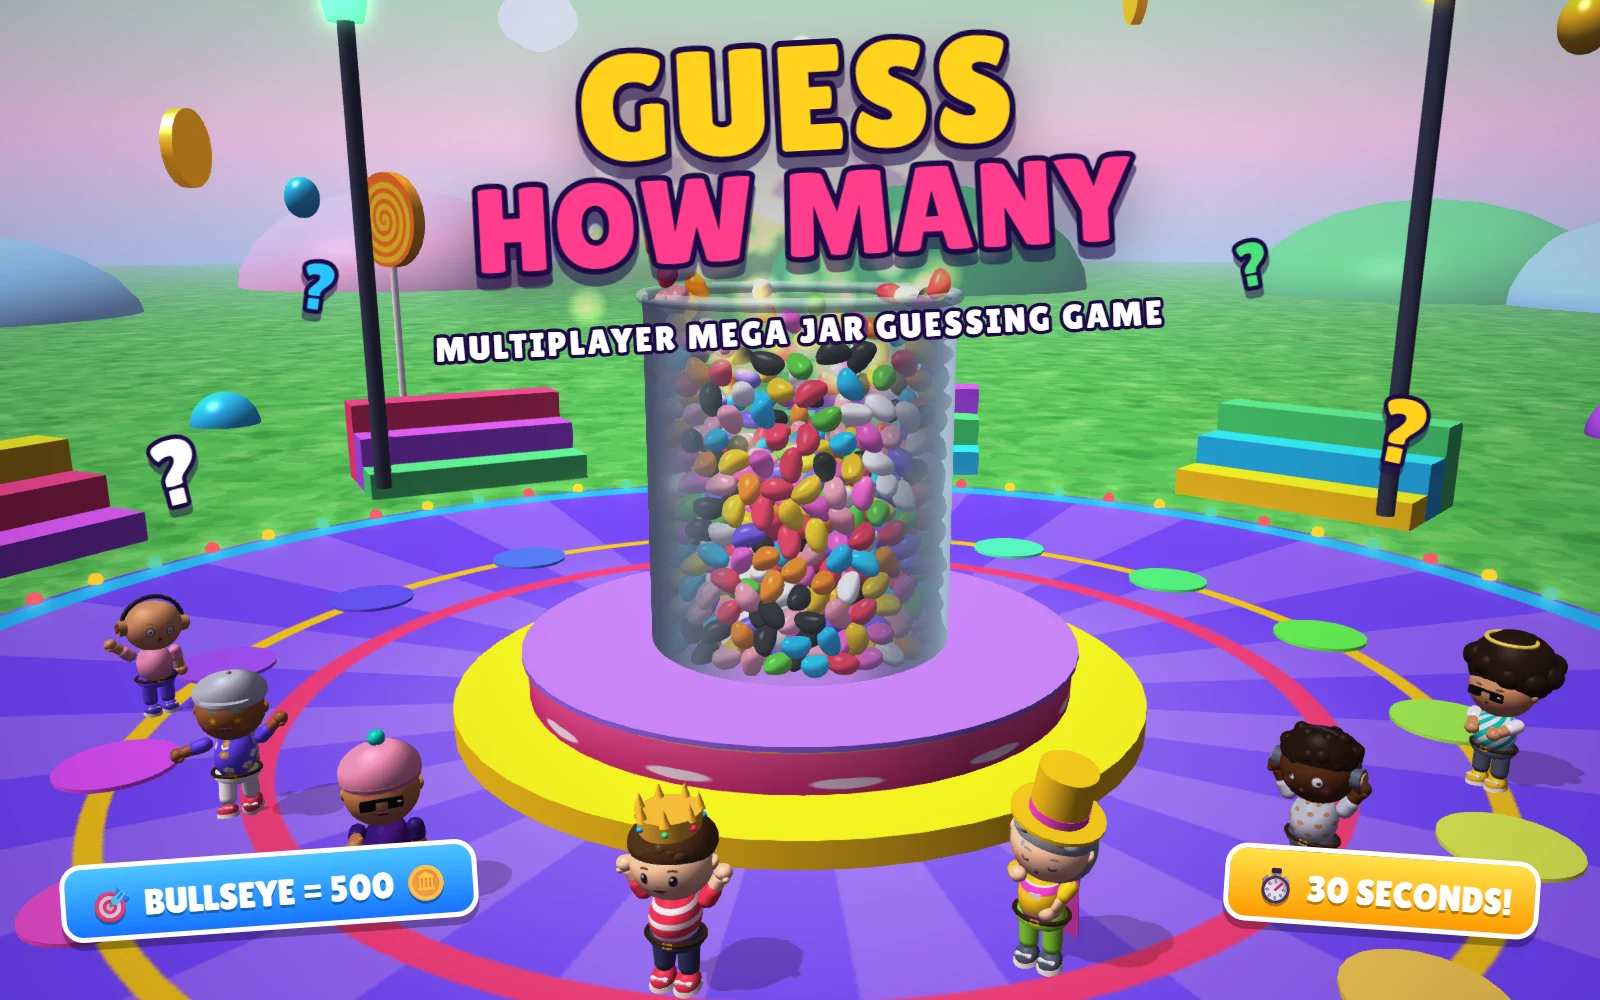 GUESS
HOW MANY
MULTIPLAYER MEGA JAR GUESSING GAME
?
?
?
?
BULLSEYE = 500
30 SECONDS!